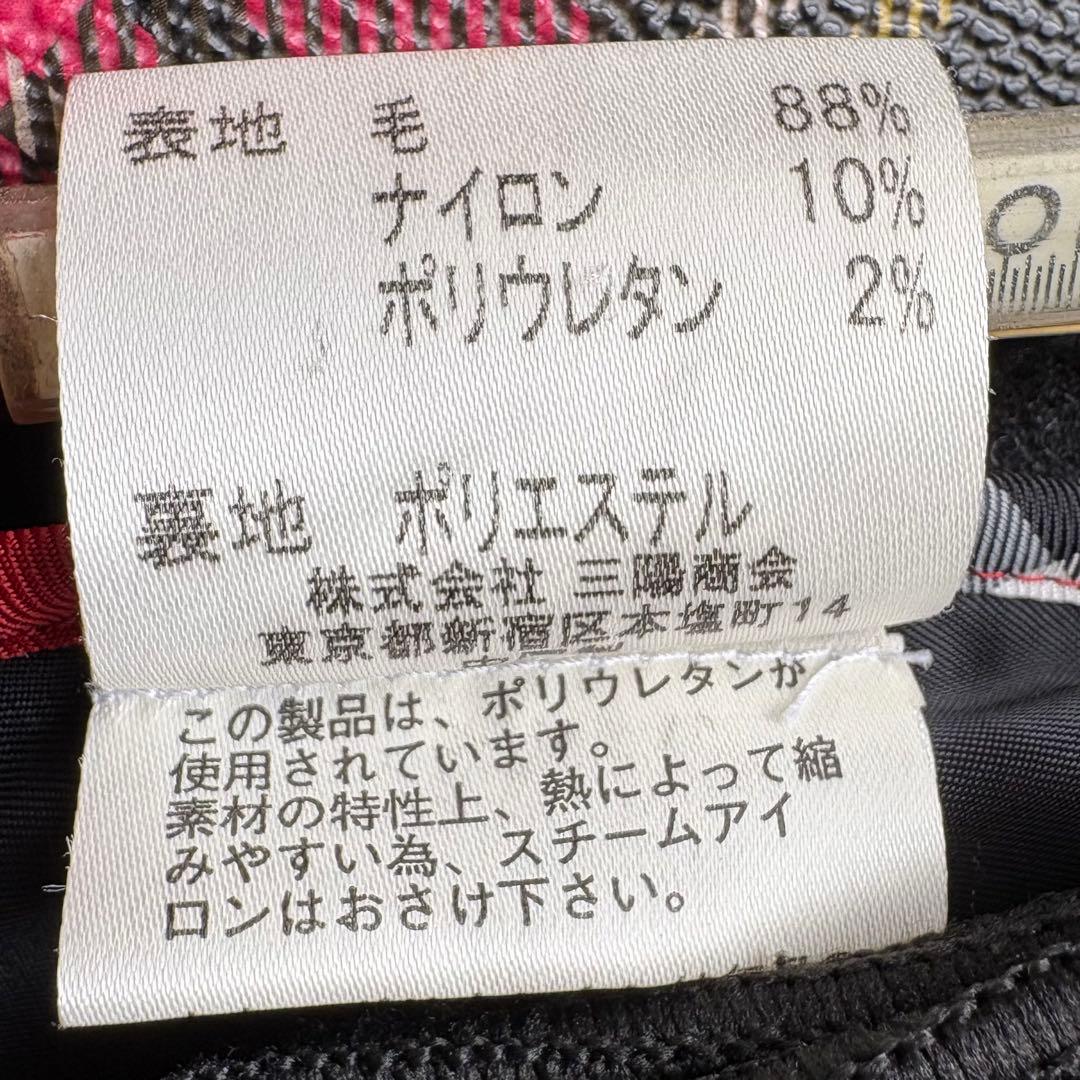 表地 毛 88%
ナイロン 10%
ポリウレタン 2%
裏地 ポリエステル
株式会社 三陽商会
東京都新宿区本塩町14
この製品は、ポリウレタンが
使用されています。
素材の特性上、熱によって縮
みやすい為、スチームアイ
ロンはおさけ下さい。